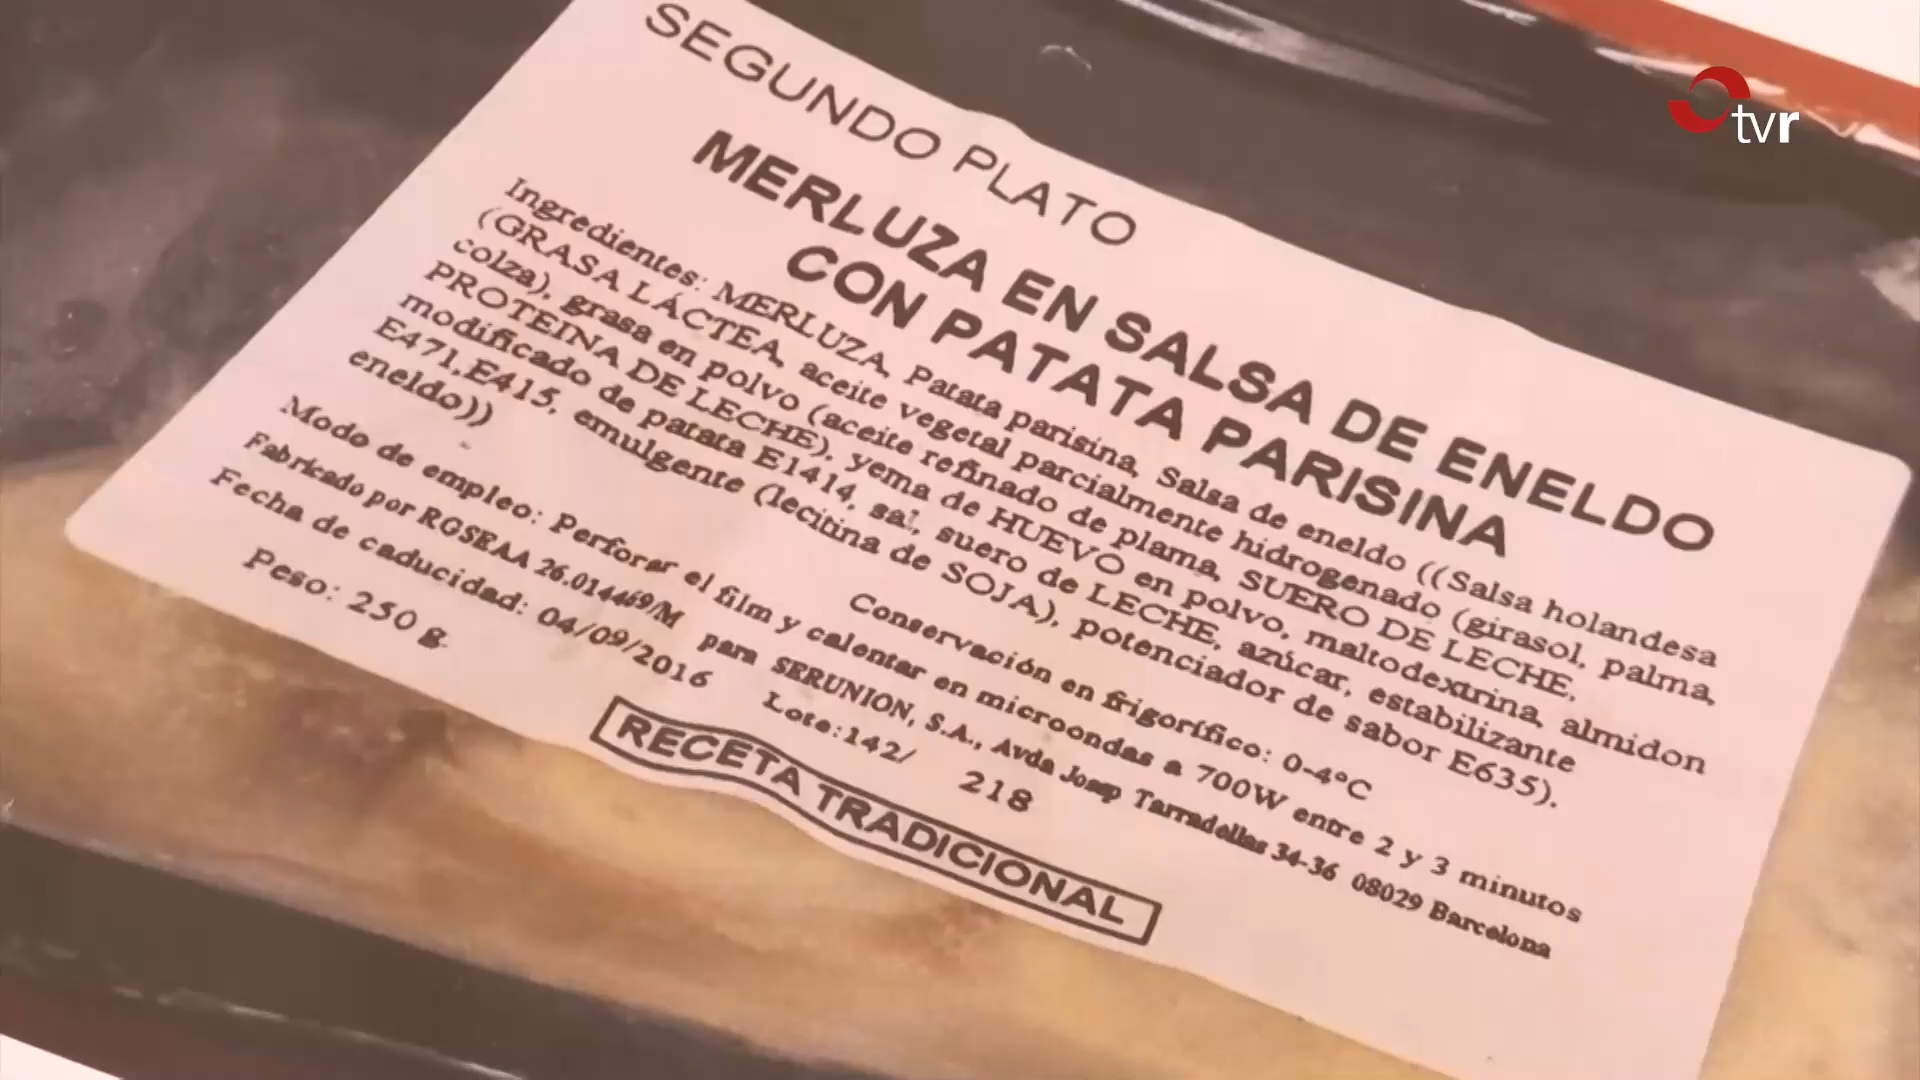 tvr
SEGUNDO PLATO
MERLUZA EN SALSA DE ENELDO
CON PATATA PARISINA
Ingredientes: MERLUZA, Patata parisina, Salsa de eneldo ((Salsa holandesa
(GRASA LÁCTEA, aceite vegetal parcialmente hidrogenado (girasol, palma,
colza), grasa en polvo (aceite refinado de plama, SUERO DE LECHE,
PROTEINA DE LECHE), yema de HUEVO en polvo, maltodextrina, almidon
modificado de patata E1414, sal, suero de LECHE, azúcar, estabilizante
E471,E415, emulgente (lecitina de SOJA), potenciador de sabor E635).
eneldo))
Conservación en frigorífico: 0-4ºC
Modo de empleo: Perforar el film y calentar en microondas a 700W entre 2 y 3 minutos
Fabricado por RGSEAA 26.014469/M para SERUNION, S.A., Avda Josep Tarradellas 34-36 08029 Barcelona
Fecha de caducidad: 04/09/2016 Lote:142/ 218
Peso: 250 g.
RECETA TRADICIONAL